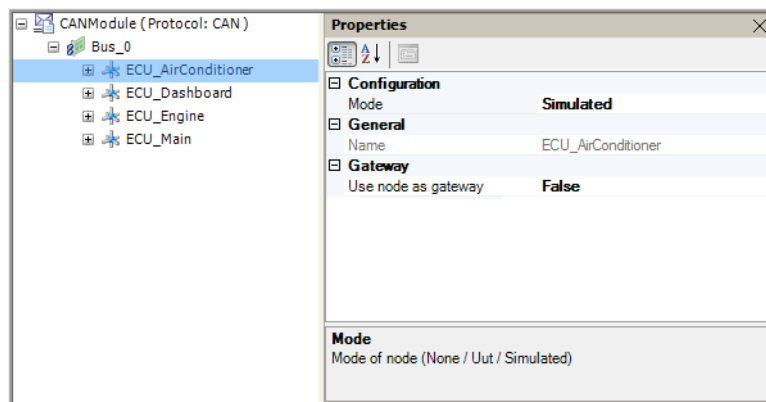 CANModule (Protocol: CAN )
Bus_0
ECU_AirConditioner
ECU_Dashboard
ECU_Engine
ECU_Main
Properties
A
Z
Configuration
Mode Simulated
General
Name ECU_AirConditioner
Gateway
Use node as gateway False
Mode
Mode of node (None / Uut / Simulated)